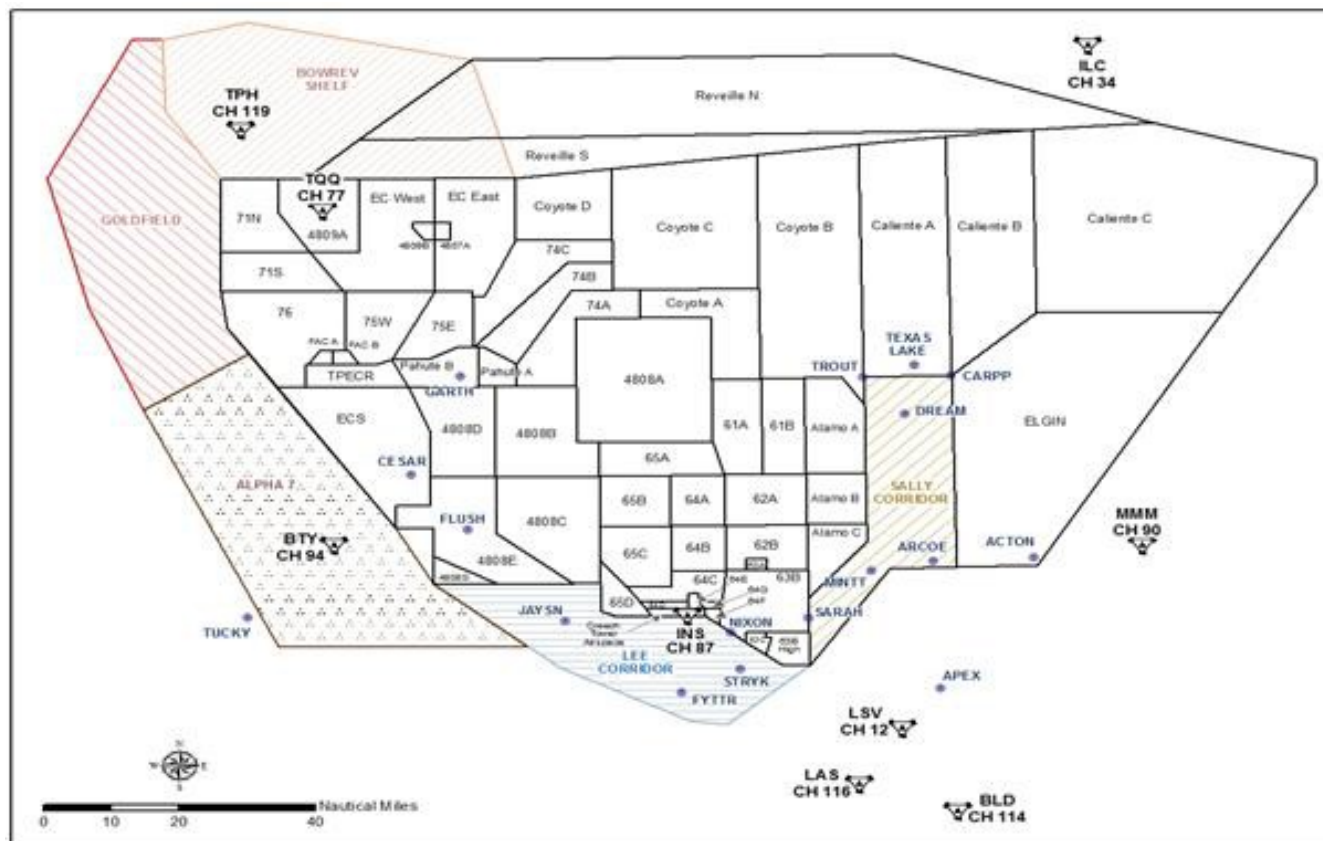 ILC
CH 34
BOWREV
SHELF
TPH
CH 119
Reveille N
Reveille S
TQQ
CH 77
EC West
EC East
71N
4809A
Coyote D
Coyote C
Coyote B
Caliente A
Caliente B
Caliente C
GOLDFIELD
74C
71S
74B
74A
Coyote A
76
75W
75E
PAC A
PAC B
TPECR
Pahute B
Pahute A
GARTH
4808A
TROUT
TEXAS
LAKE
CARPP
DREAM
ELGIN
ECS
4808D
4808B
61A
61B
Alamo A
CESAR
65A
ALPHA 7
SALLY
CORRIDOR
65B
64A
62A
Alamo B
FLUSH
4808C
MMM
CH 90
BTY
CH 94
Alamo C
65C
64B
62B
ARCOE
ACTON
4808E
MINTT
64C
63B
65D
JAYSN
SARAH
TUCKY
INS
CH 87
NIXON
LEE
CORRIDOR
STRYK
FYTTR
APEX
LSV
CH 12
LAS
CH 116
BLD
CH 114
N
W
E
S
Nautical Miles
0
10
20
40